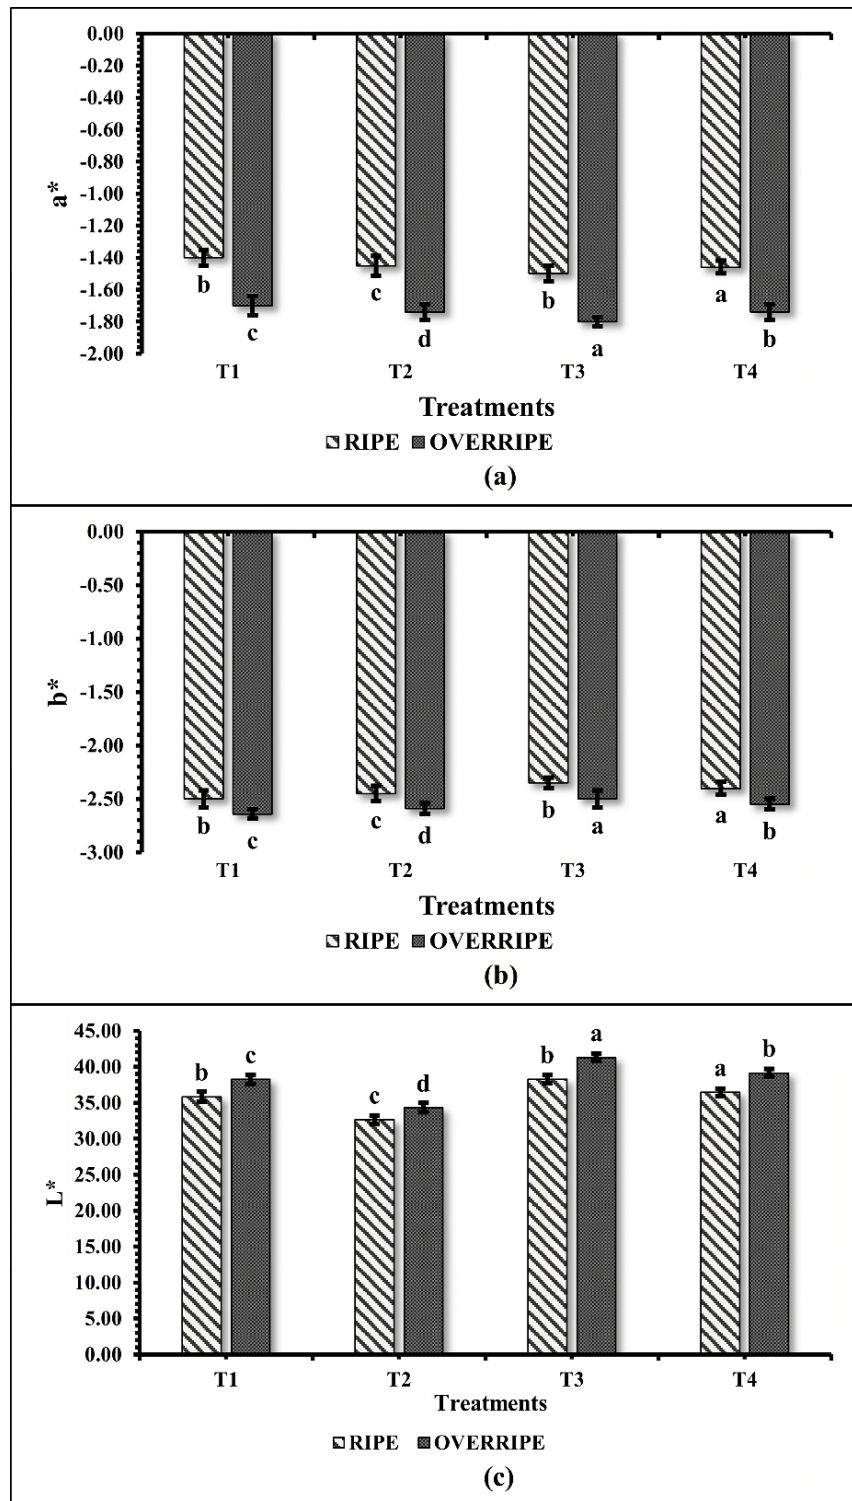 0.00
-0.20
-0.40
-0.60
-0.80
-1.00
-1.20
-1.40
-1.60
-1.80
-2.00
a*
b c c d b a a b
T1 T2 T3 T4
Treatments
RIPE OVERRIPE
(a)
0.00
-0.50
-1.00
-1.50
-2.00
-2.50
-3.00
b*
b c c d b a a b
T1 T2 T3 T4
Treatments
RIPE OVERRIPE
(b)
45.00
40.00
35.00
30.00
25.00
20.00
15.00
10.00
5.00
0.00
L*
b c c d b a a b
T1 T2 T3 T4
Treatments
RIPE OVERRIPE
(c)